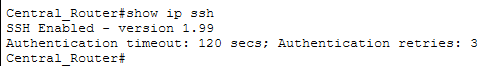 Central_Router#show ip ssh
SSH Enabled - version 1.99
Authentication timeout: 120 secs; Authentication retries: 3
Central_Router#